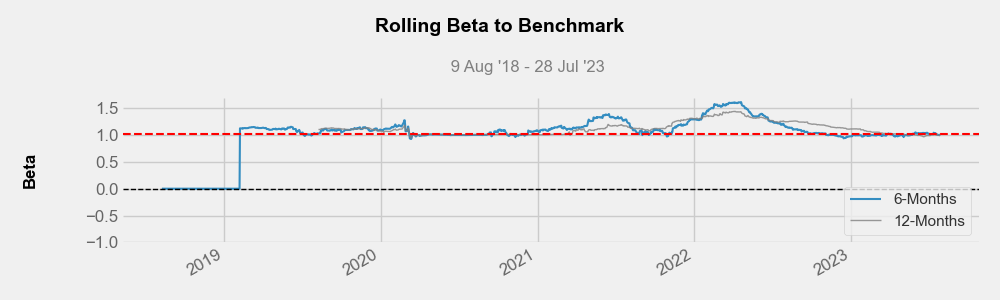 Rolling Beta to Benchmark
9 Aug '18 - 28 Jul '23
Beta
1.5
1.0
0.5
0.0
−0.5
−1.0
6-Months
12-Months
2019
2020
2021
2022
2023